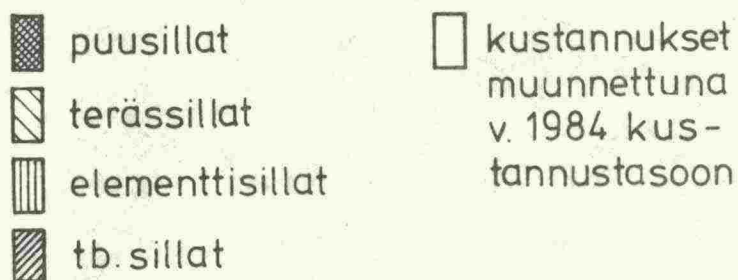 puusillat
terässillat
elementtisillat
tb. sillat
kustannukset
muunnettuna
v. 1984 kus-
tannustasoon